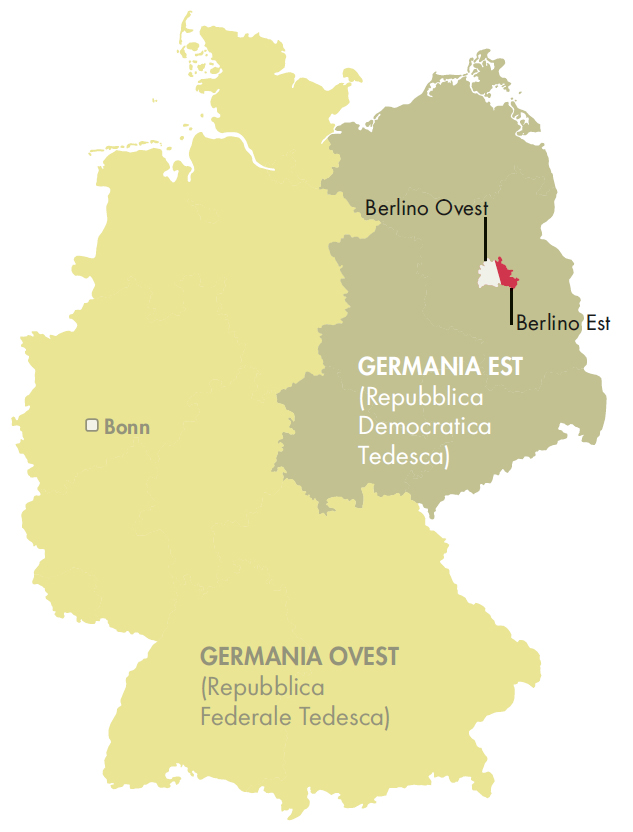 Berlino Ovest
Berlino Est
GERMANIA EST
(Repubblica
Democratica
Tedesca)
Bonn
GERMANIA OVEST
(Repubblica
Federale Tedesca)